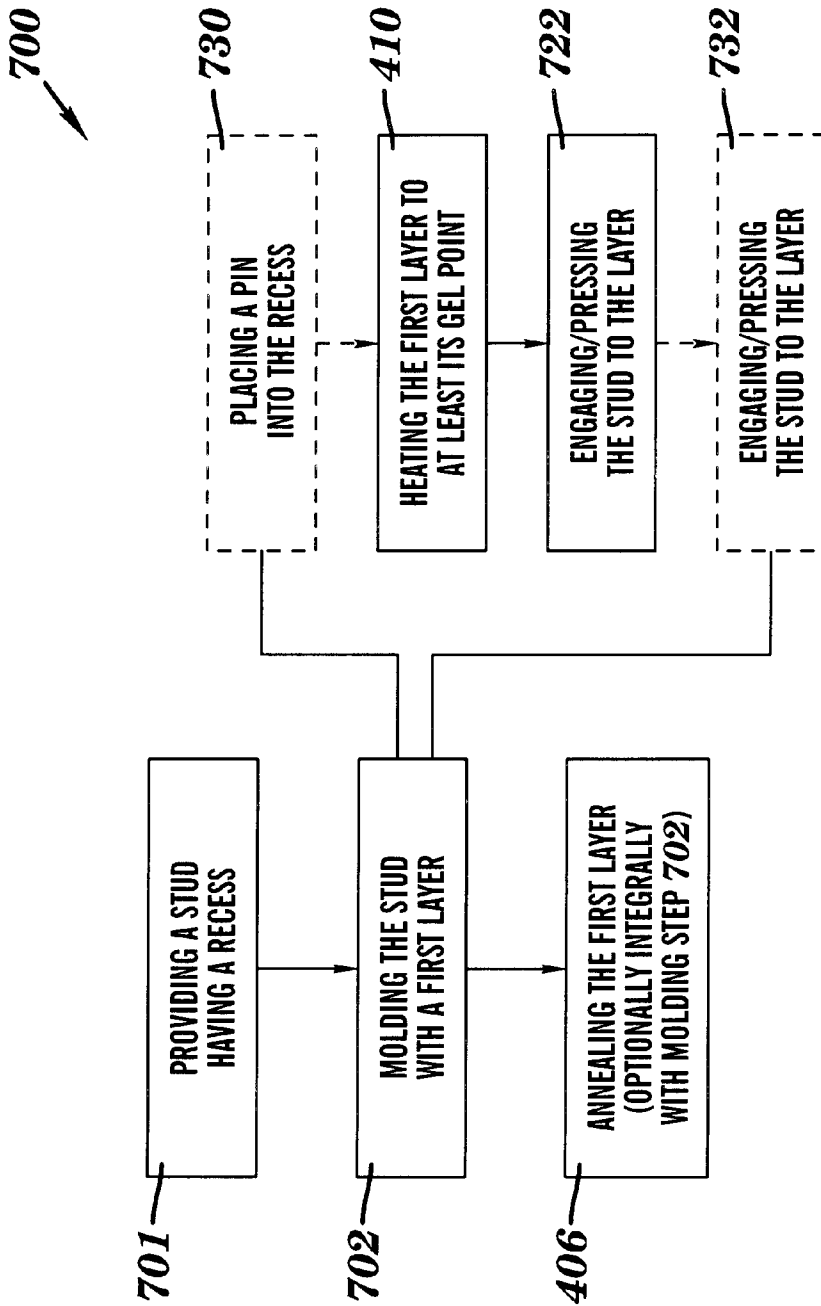 700
701
PROVIDING A STUD
HAVING A RECESS
702
MOLDING THE STUD
WITH A FIRST LAYER
406
ANNEALING THE FIRST LAYER
(OPTIONALLY INTEGRALLY
WITH MOLDING STEP 702)
730
PLACING A PIN
INTO THE RECESS
410
HEATING THE FIRST LAYER TO
AT LEAST ITS GEL POINT
722
ENGAGING/PRESSING
THE STUD TO THE LAYER
732
ENGAGING/PRESSING
THE STUD TO THE LAYER